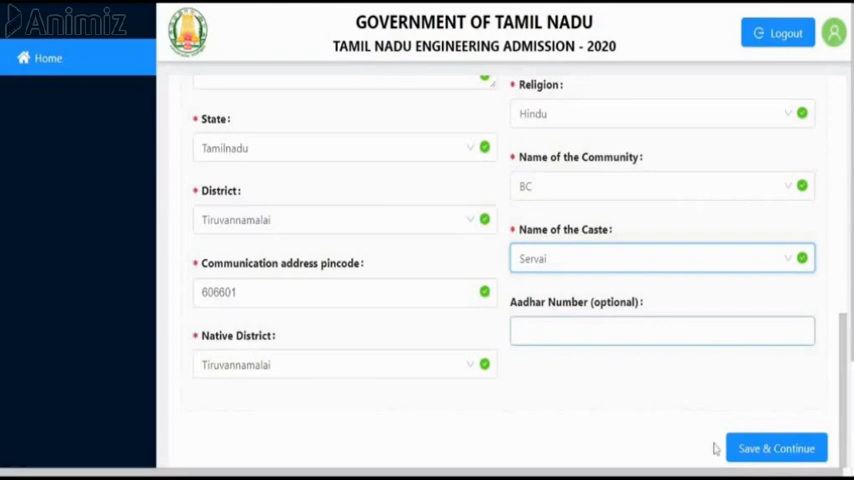 Animiz
GOVERNMENT OF TAMIL NADU
TAMIL NADU ENGINEERING ADMISSION - 2020
Logout
Home
* State:
Tamilnadu
* District:
Tiruvannamalai
* Communication address pincode:
606601
* Native District:
Tiruvannamalai
* Religion:
Hindu
* Name of the Community:
BC
* Name of the Caste:
Servai
Aadhar Number (optional):
Save & Continue